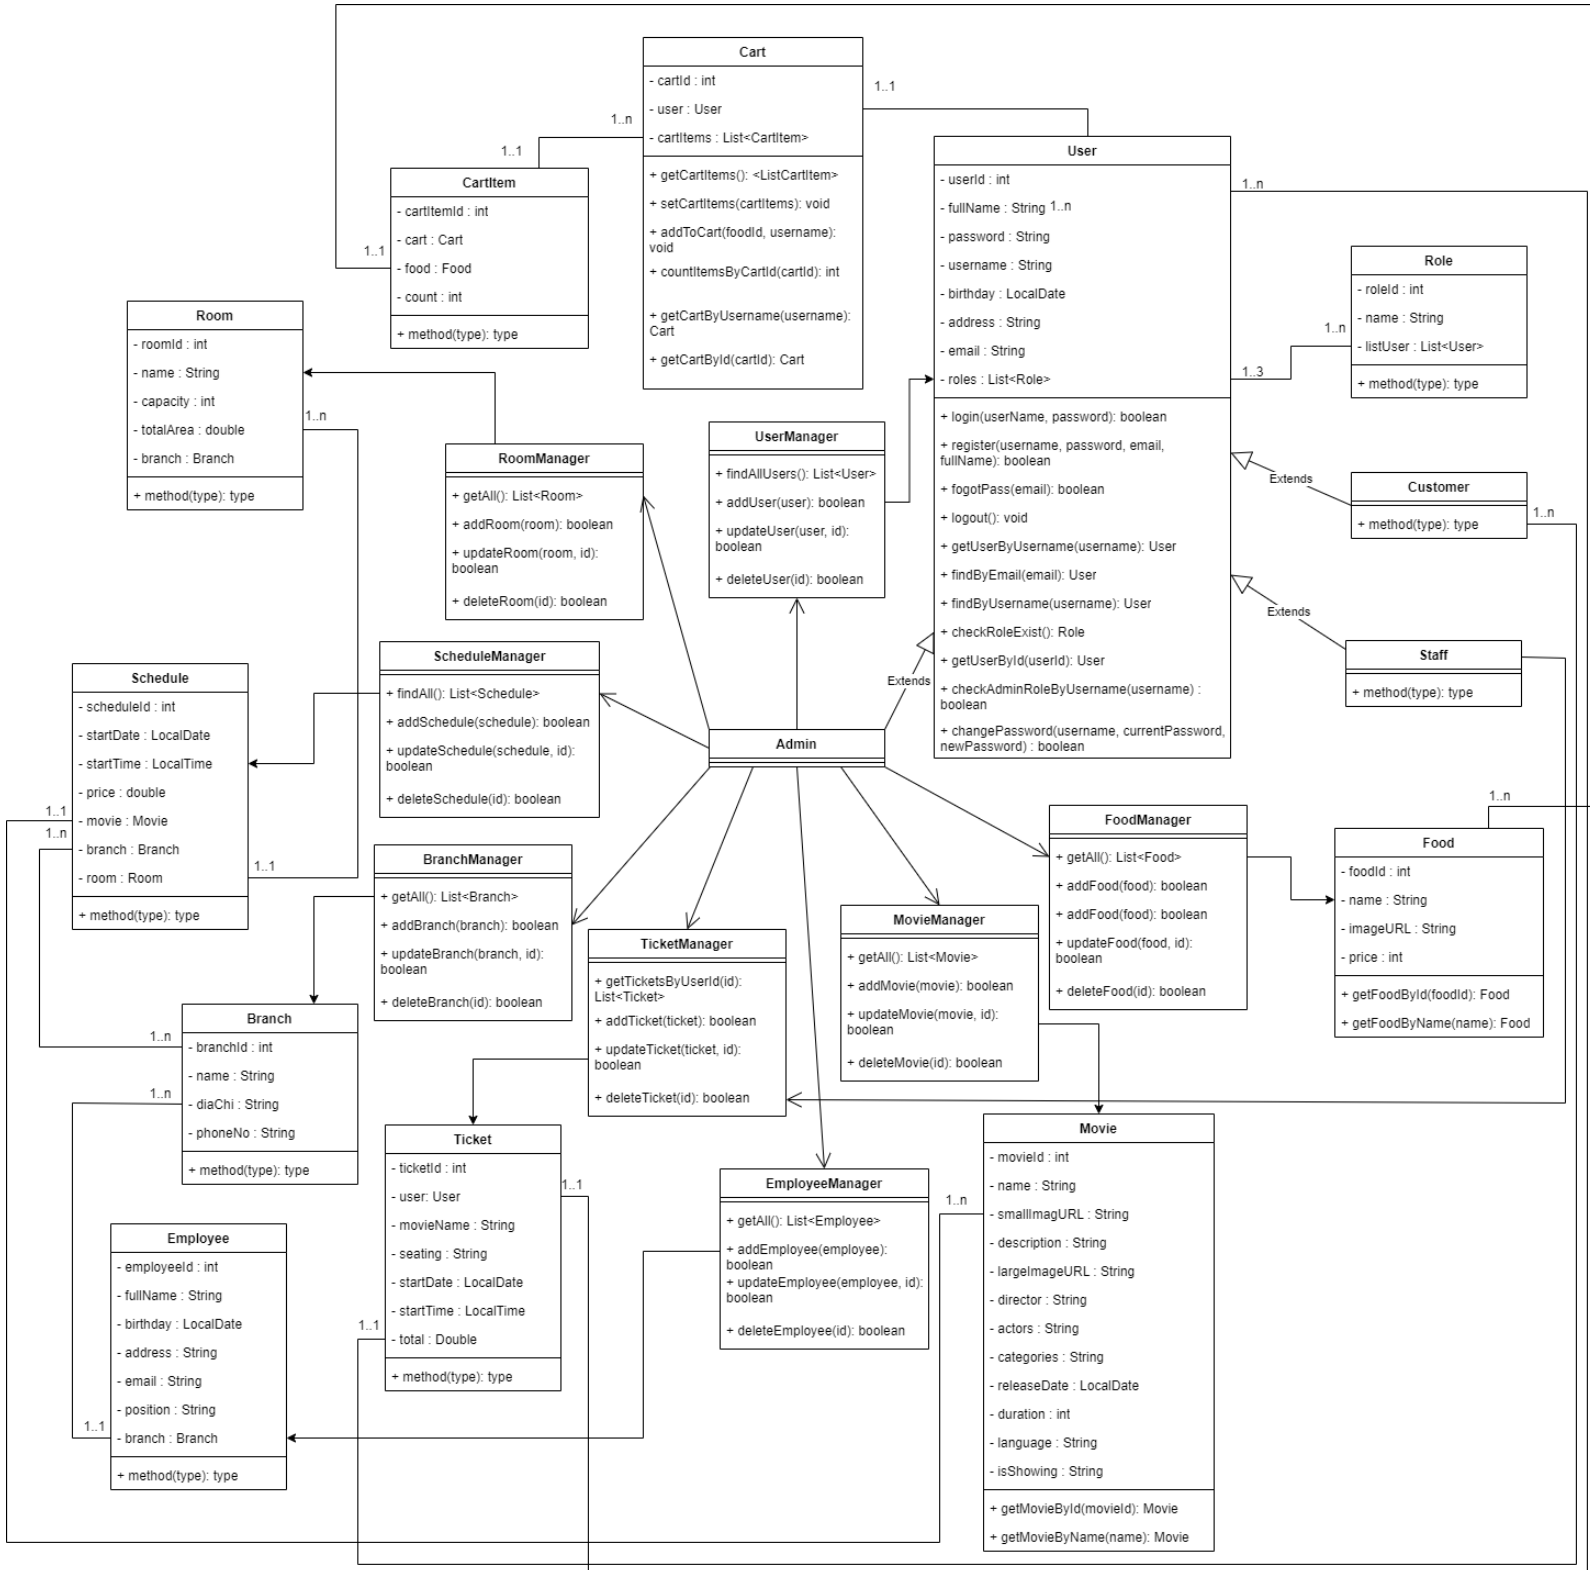 Cart
- cartId : int
- user : User
- cartItems : List<CartItem>
+ getCartItems(): <ListCartItem>
+ setCartItems(cartItems): void
+ addToCart(foodId, username):
void
+ countItemsByCartId(cartId): int
+ getCartByUsername(username):
Cart
+ getCartById(cartId): Cart
1..1
1..n
1..1
CartItem
- cartItemId : int
- cart : Cart
- food : Food
- count : int
+ method(type): type
1..1
User
- userId : int
- fullName : String
1..n
- password : String
- username : String
- birthday : LocalDate
- address : String
- email : String
- roles : List<Role>
+ login(userName, password): boolean
+ register(username, password, email,
fullName): boolean
+ fogotPass(email): boolean
+ logout(): void
+ getUserByUsername(username): User
+ findByEmail(email): User
+ findByUsername(username): User
+ checkRoleExist(): Role
+ getUserById(userId): User
+ checkAdminRoleByUsername(username) :
boolean
+ changePassword(username, currentPassword,
newPassword) : boolean
1..n
Role
- roleId : int
- name : String
- listUser : List<User>
+ method(type): type
1..n
1..3
Room
- roomId : int
- name : String
- capacity : int
- totalArea : double
- branch : Branch
+ method(type): type
1..n
RoomManager
+ getAll(): List<Room>
+ addRoom(room): boolean
+ updateRoom(room, id):
boolean
+ deleteRoom(id): boolean
UserManager
+ findAllUsers(): List<User>
+ addUser(user): boolean
+ updateUser(user, id):
boolean
+ deleteUser(id): boolean
Extends
Customer
+ method(type): type
1..n
Extends
Staff
+ method(type): type
Extends
ScheduleManager
+ findAll(): List<Schedule>
+ addSchedule(schedule): boolean
+ updateSchedule(schedule, id):
boolean
+ deleteSchedule(id): boolean
Schedule
- scheduleId : int
- startDate : LocalDate
- startTime : LocalTime
- price : double
- movie : Movie
- branch : Branch
- room : Room
+ method(type): type
1..1
1..n
1..1
Admin
BranchManager
+ getAll(): List<Branch>
+ addBranch(branch): boolean
+ updateBranch(branch, id):
boolean
+ deleteBranch(id): boolean
TicketManager
+ getTicketsByUserId(id):
List<Ticket>
+ addTicket(ticket): boolean
+ updateTicket(ticket, id):
boolean
+ deleteTicket(id): boolean
MovieManager
+ getAll(): List<Movie>
+ addMovie(movie): boolean
+ updateMovie(movie, id):
boolean
+ deleteMovie(id): boolean
FoodManager
+ getAll(): List<Food>
+ addFood(food): boolean
+ addFood(food): boolean
+ updateFood(food, id):
boolean
+ deleteFood(id): boolean
1..n
Food
- foodId : int
- name : String
- imageURL : String
- price : int
+ getFoodById(foodId): Food
+ getFoodByName(name): Food
Branch
- branchId : int
- name : String
- diaChi : String
- phoneNo : String
+ method(type): type
1..n
1..n
Ticket
- ticketId : int
- user: User
- movieName : String
- seating : String
- startDate : LocalDate
- startTime : LocalTime
- total : Double
+ method(type): type
1..1
1..1
EmployeeManager
+ getAll(): List<Employee>
+ addEmployee(employee):
boolean
+ updateEmployee(employee, id):
boolean
+ deleteEmployee(id): boolean
Employee
- employeeId : int
- fullName : String
- birthday : LocalDate
- address : String
- email : String
- position : String
- branch : Branch
+ method(type): type
1..1
Movie
- movieId : int
- name : String
- smallImagURL : String
- description : String
- largeImageURL : String
- director : String
- actors : String
- categories : String
- releaseDate : LocalDate
- duration : int
- language : String
- isShowing : String
+ getMovieById(movieId): Movie
+ getMovieByName(name): Movie
1..n